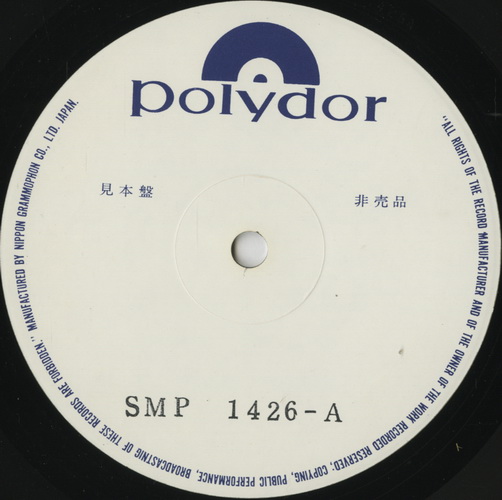 polydor
見本盤
非売品
SMP 1426-A
"ALL RIGHTS OF THE RECORD MANUFACTURER AND OF THE OWNER OF THE WORK RECORDED RESERVED; COPYING, PUBLIC PERFORMANCE, BROADCASTING OF THESE RECORDS ARE FORBIDDEN." MANUFACTURED BY NIPPON GRAMMOPHON CO., LTD. JAPAN.